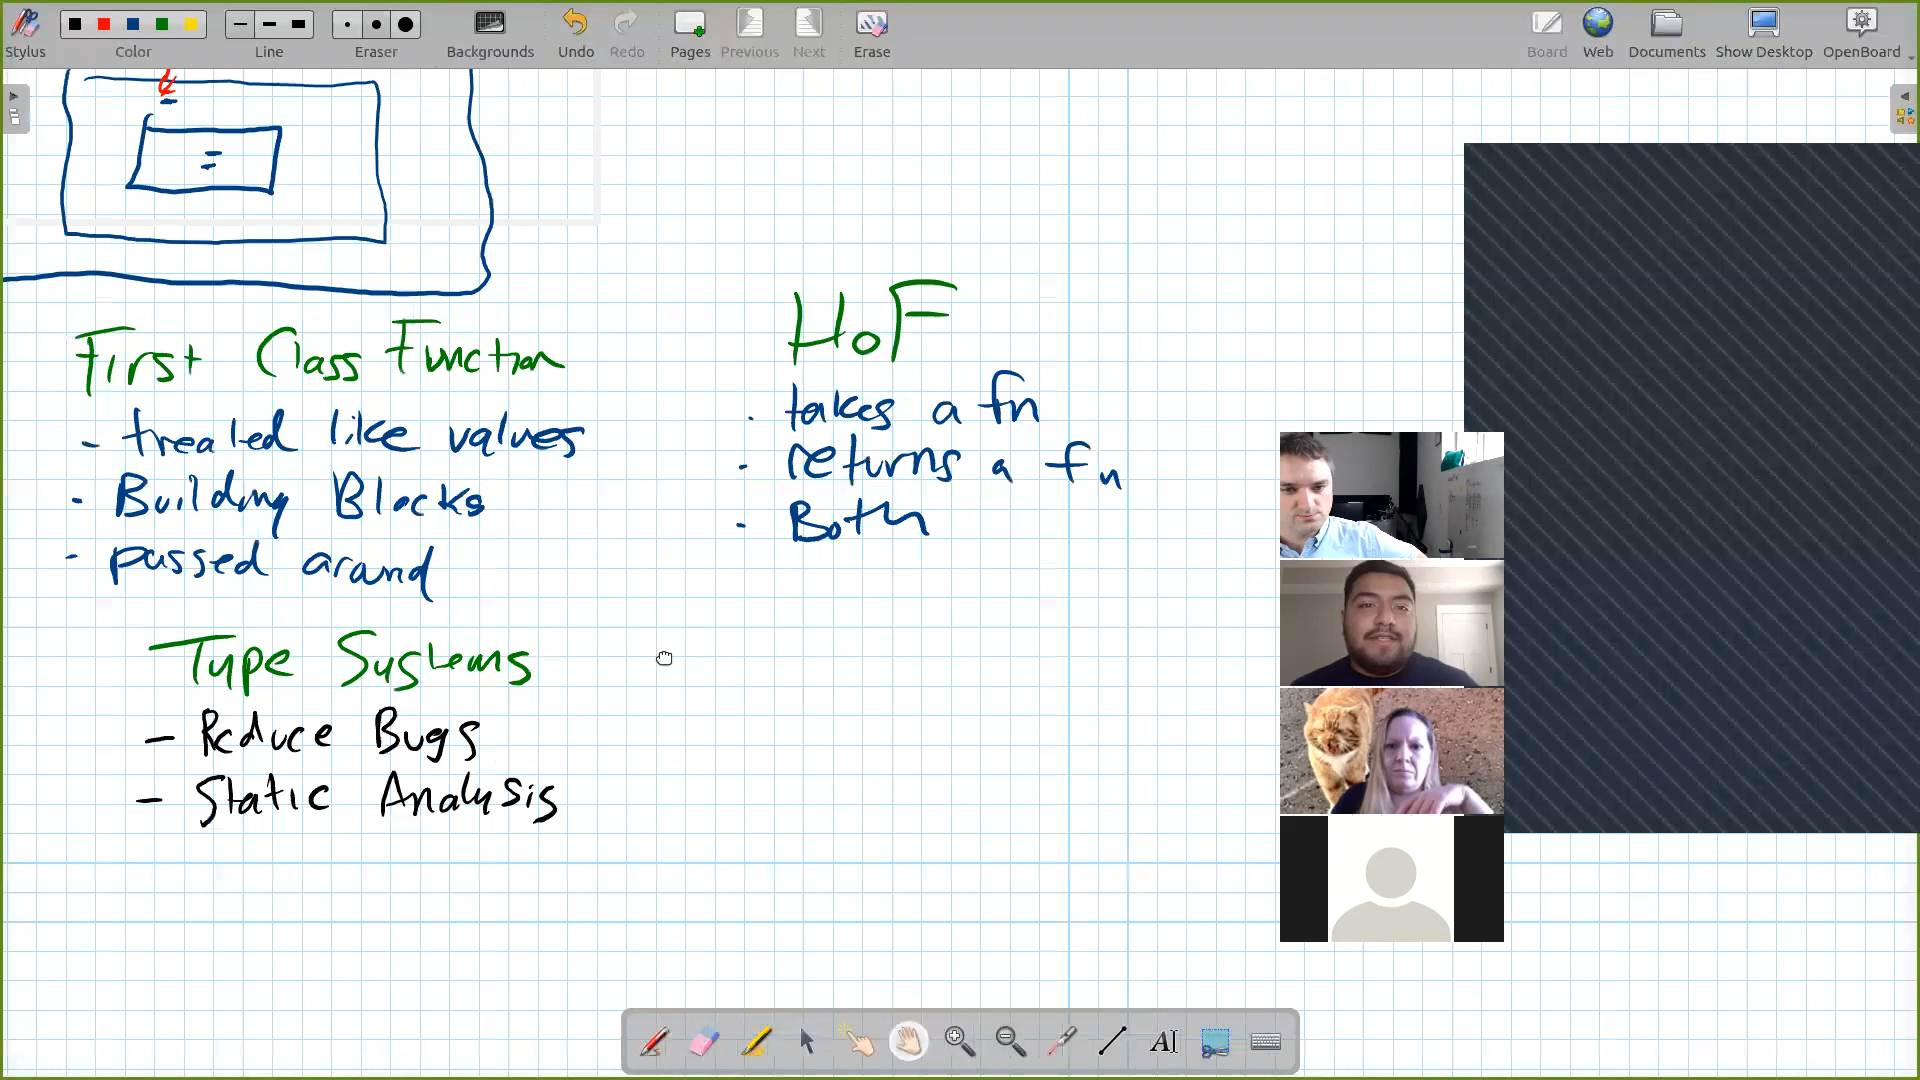 Stylus
Color
Line
Eraser
Backgrounds
Undo
Redo
Pages
Previous
Next
Erase
Board
Web
Documents
Show Desktop
OpenBoard
First Class Function
- treated like values
- Building Blocks
- passed around
Type Systems
- Reduce Bugs
- Static Analysis
HoF
· takes a fn
· returns a fn
· Both
AI